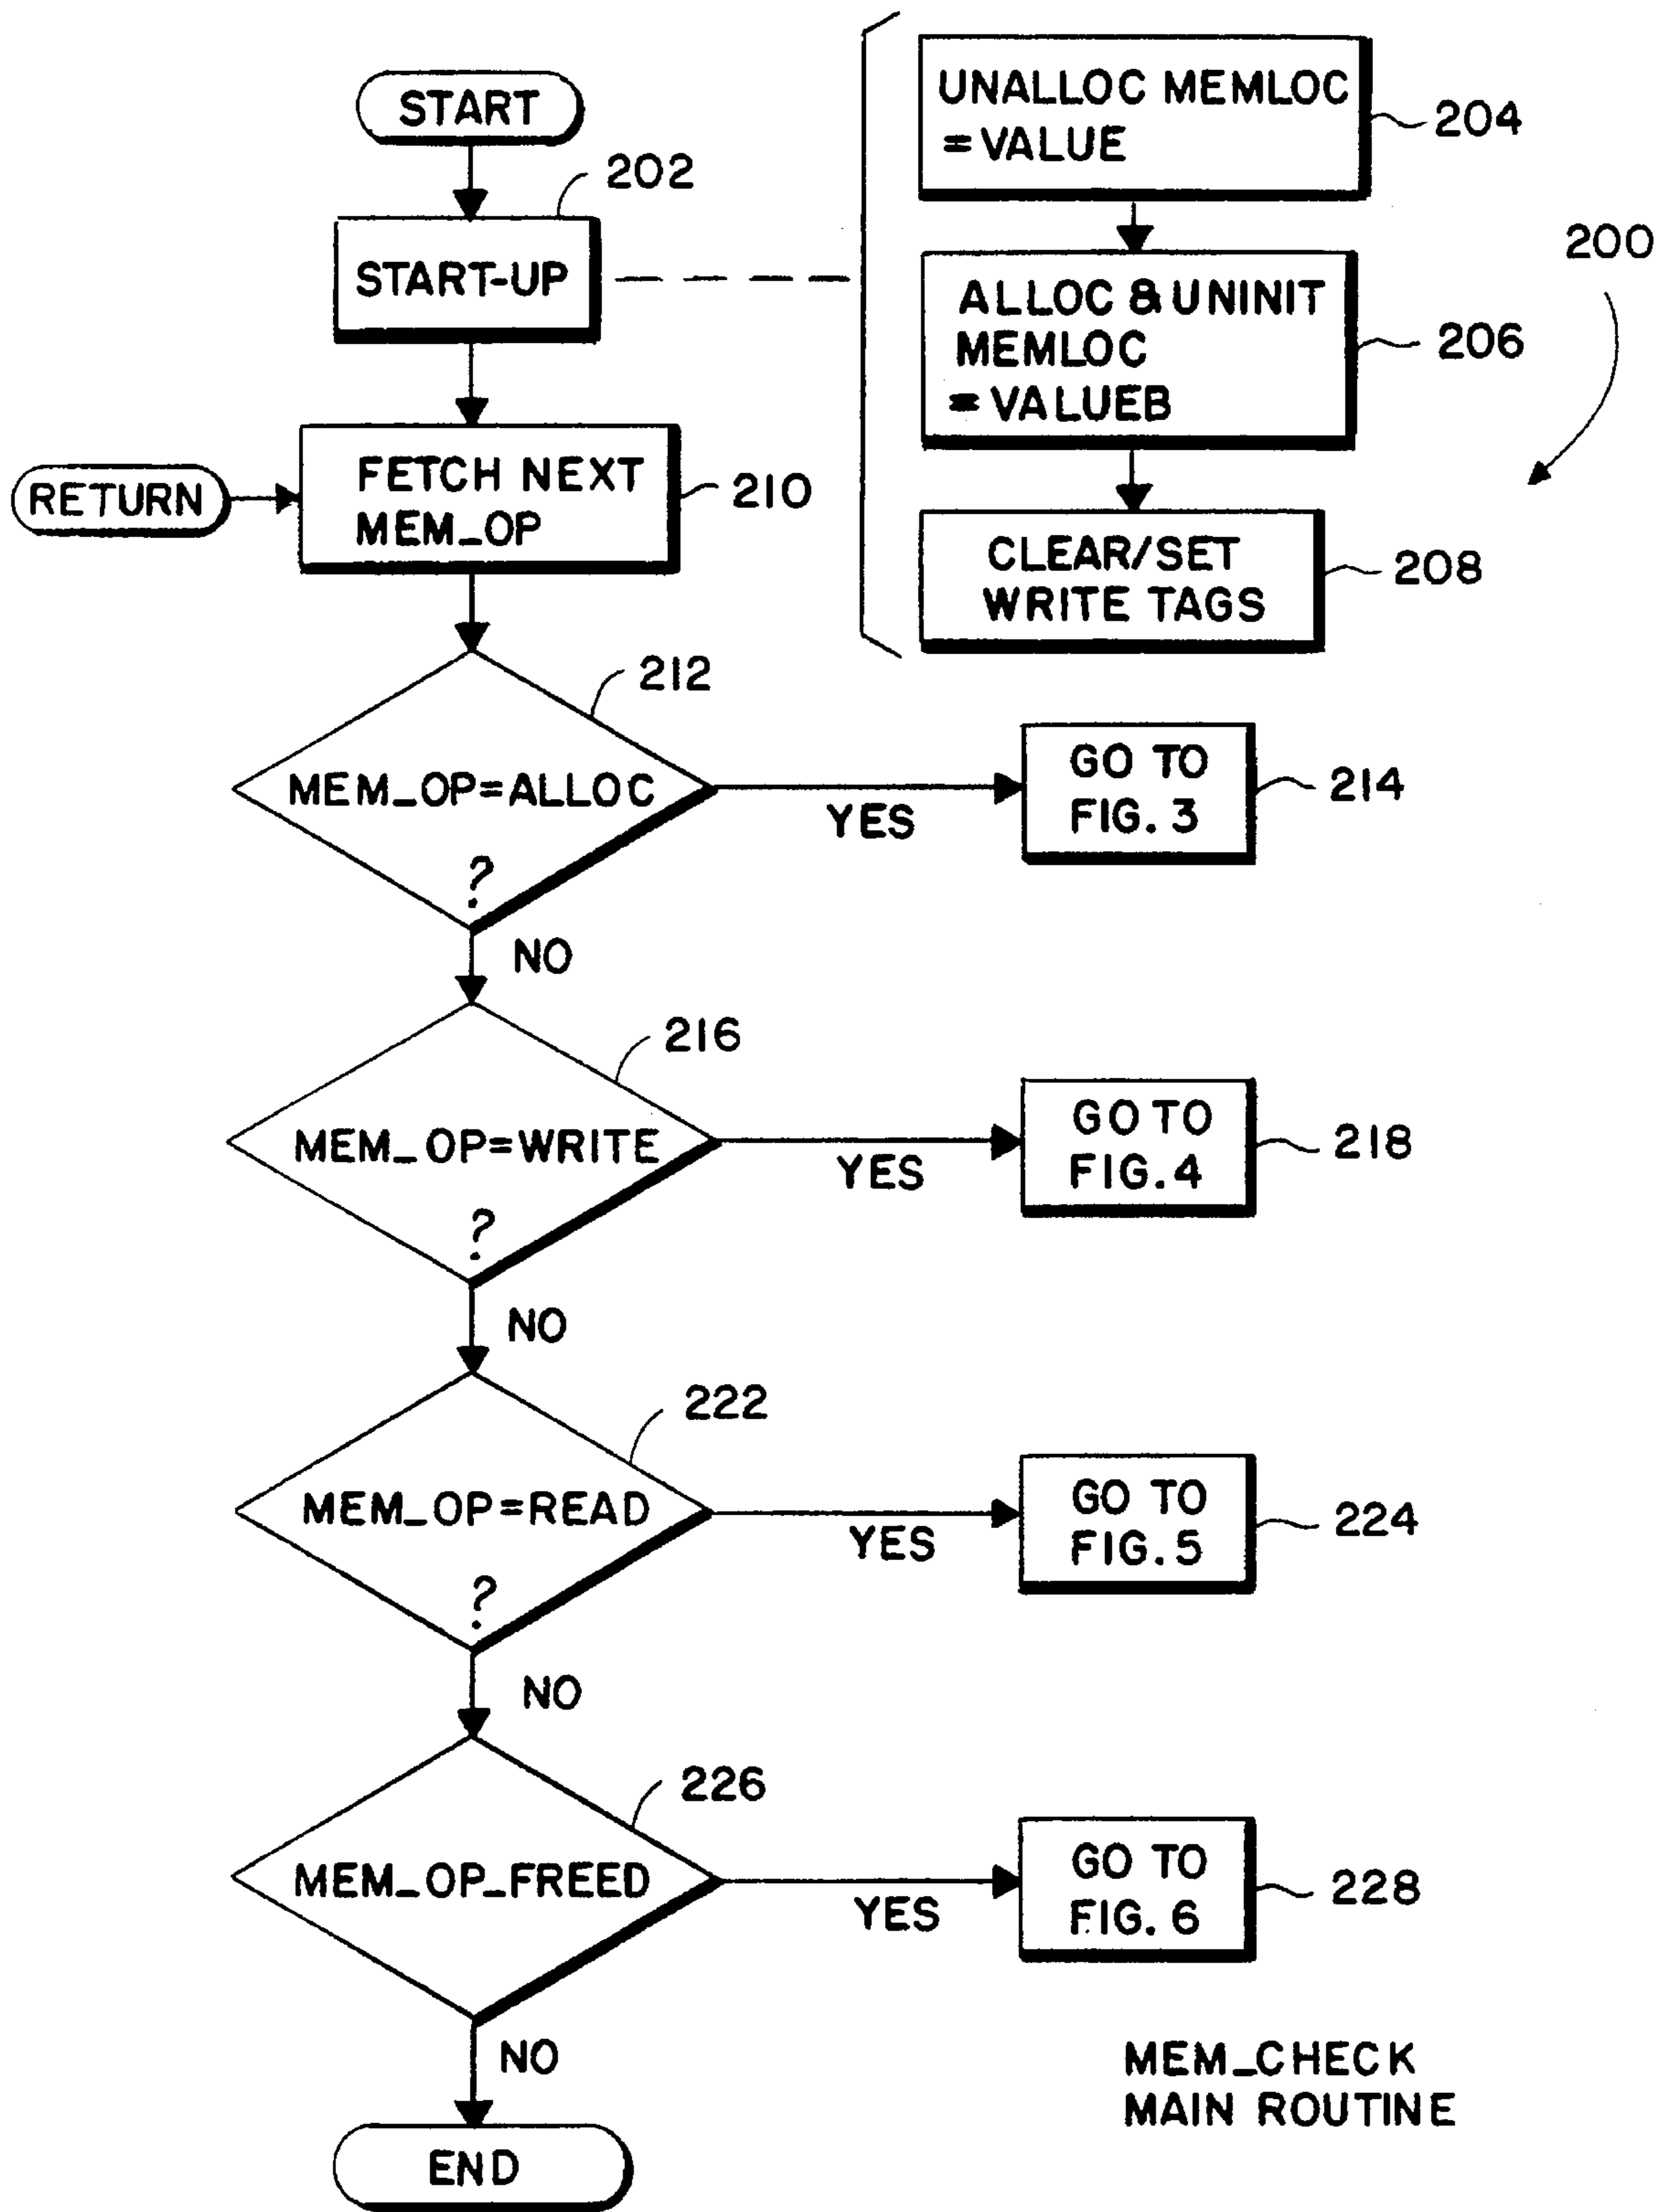 START
202
START-UP
UNALLOC MEMLOC
=VALUE
204
ALLOC & UNINIT
MEMLOC
=VALUEB
206
CLEAR/SET
WRITE TAGS
208
200
RETURN
FETCH NEXT
MEM_OP
210
212
MEM_OP=ALLOC
?
YES
GO TO
FIG. 3
214
NO
216
MEM_OP=WRITE
?
YES
GO TO
FIG. 4
218
NO
222
MEM_OP=READ
?
YES
GO TO
FIG. 5
224
NO
226
MEM_OP_FREED
YES
GO TO
FIG. 6
228
NO
END
MEM_CHECK
MAIN ROUTINE